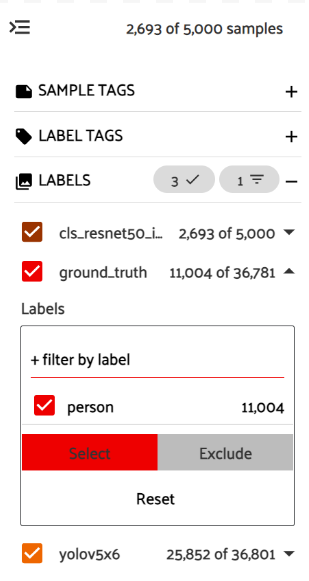 2,693 of 5,000 samples
SAMPLE TAGS
LABEL TAGS
LABELS 3 1
cls_resnet50_i... 2,693 of 5,000
ground_truth 11,004 of 36,781
Labels
+ filter by label
person 11,004
Select Exclude
Reset
yolov5x6 25,852 of 36,801